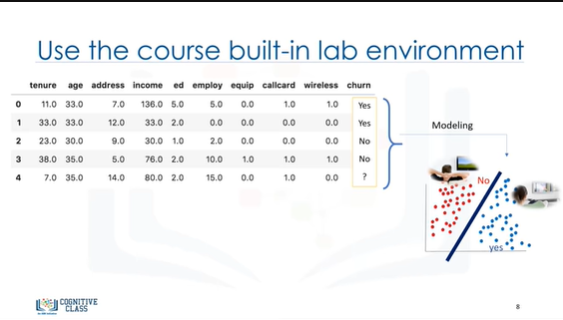 Use the course built-in lab environment
tenure age address income ed employ equip callcard wireless churn
0 11.0 33.0 7.0 136.0 5.0 5.0 0.0 1.0 1.0 Yes
1 33.0 33.0 12.0 33.0 2.0 0.0 0.0 0.0 0.0 Yes
2 23.0 30.0 9.0 30.0 1.0 2.0 0.0 0.0 0.0 No
3 38.0 35.0 5.0 76.0 2.0 10.0 1.0 1.0 1.0 No
4 7.0 35.0 14.0 80.0 2.0 15.0 0.0 1.0 0.0 ?
Modeling
No
yes
COGNITIVE
CLASS
8